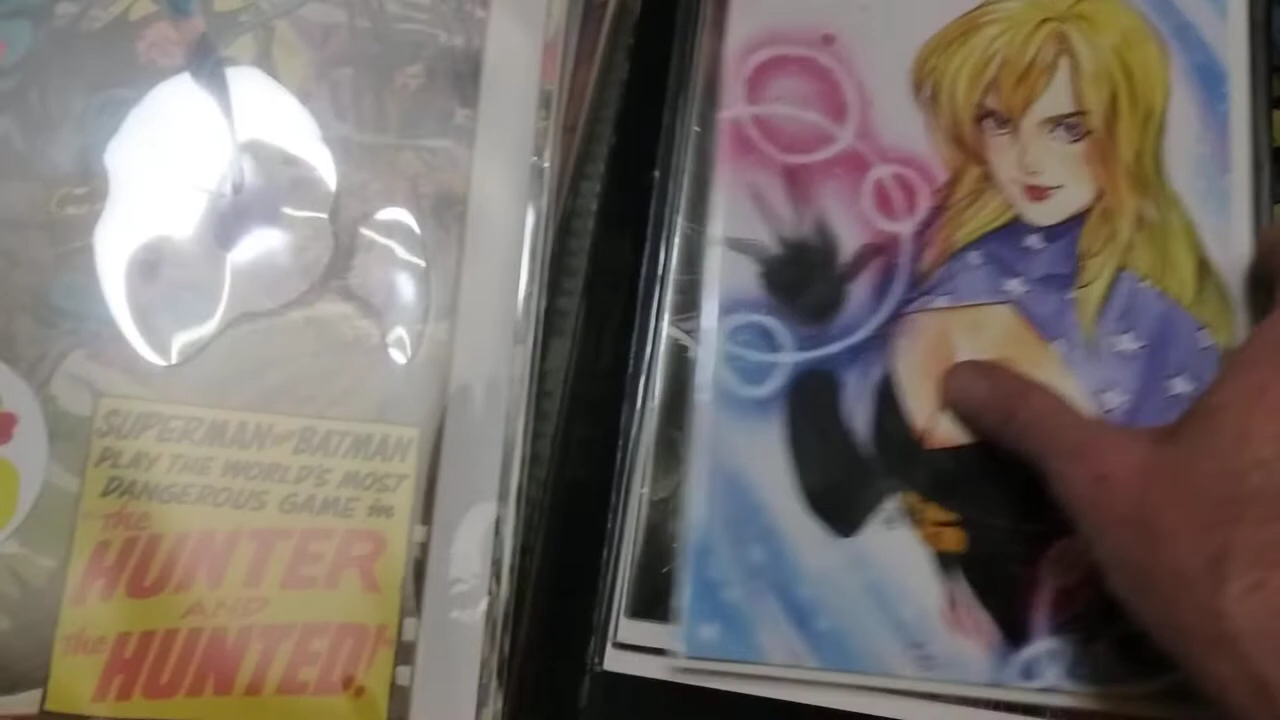 SUPERMAN and BATMAN
PLAY THE WORLD'S MOST
DANGEROUS GAME in
"the
HUNTER
AND
the
HUNTED!"